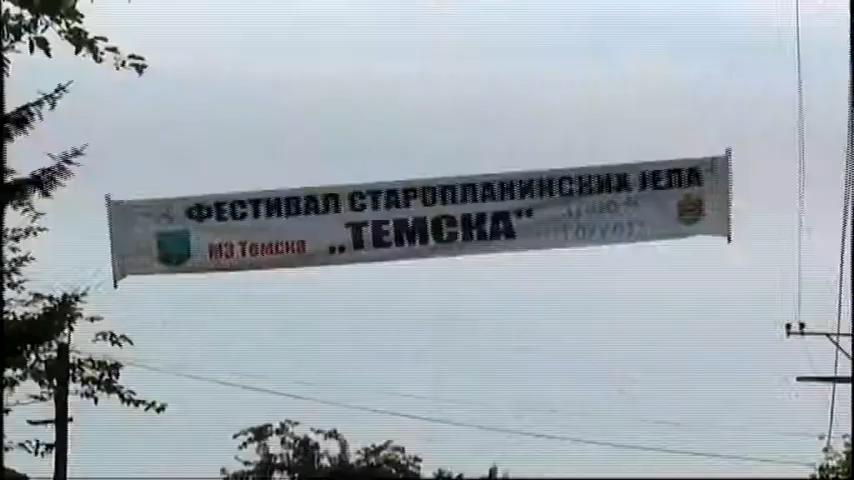 ФЕСТИВАЛ СТАРОПЛАНИНСКИХ ЈЕЛА
МЗ.Темска „ТЕМСКА“